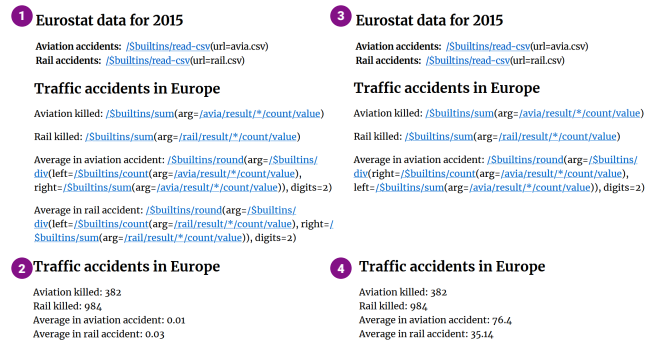 1 Eurostat data for 2015
Aviation accidents: /$builtins/read-csv(url=avia.csv)
Rail accidents: /$builtins/read-csv(url=rail.csv)
Traffic accidents in Europe
Aviation killed: /$builtins/sum(arg=/avia/result/*/count/value)
Rail killed: /$builtins/sum(arg=/rail/result/*/count/value)
Average in aviation accident: /$builtins/round(arg=/$builtins/
div(left=/$builtins/count(arg=/avia/result/*/count/value),
right=/$builtins/sum(arg=/avia/result/*/count/value)), digits=2)
Average in rail accident: /$builtins/round(arg=/$builtins/
div(left=/$builtins/count(arg=/rail/result/*/count/value), right=/
$builtins/sum(arg=/rail/result/*/count/value)), digits=2)
2 Traffic accidents in Europe
Aviation killed: 382
Rail killed: 984
Average in aviation accident: 0.01
Average in rail accident: 0.03
3 Eurostat data for 2015
Aviation accidents: /$builtins/read-csv(url=avia.csv)
Rail accidents: /$builtins/read-csv(url=rail.csv)
Traffic accidents in Europe
Aviation killed: /$builtins/sum(arg=/avia/result/*/count/value)
Rail killed: /$builtins/sum(arg=/rail/result/*/count/value)
Average in aviation accident: /$builtins/round(arg=/$builtins/
div(right=/$builtins/count(arg=/avia/result/*/count/value),
left=/$builtins/sum(arg=/avia/result/*/count/value)), digits=2)
4 Traffic accidents in Europe
Aviation killed: 382
Rail killed: 984
Average in aviation accident: 76.4
Average in rail accident: 35.14